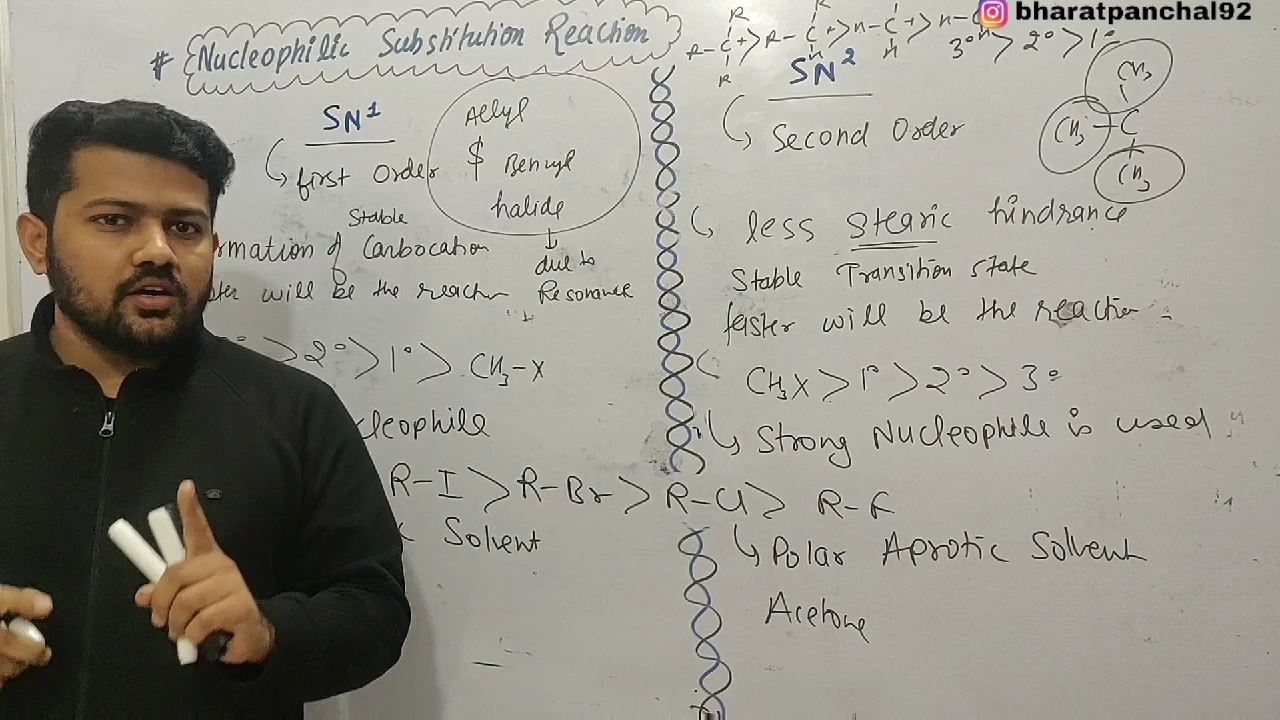 bharatpanchal92
# Nucleophilic Substitution Reaction
SN1
first Order
Allyl
$ Benzyl
halide
due to
Resonance
Stable
rmation of Carbocation
ter will be the reaction
> 2° > 1° > CH3-X
cleophile
R-I > R-Br > R-Cl > R-F
Solvent
R-C+ > R-C+ >
R
R
3° > 2° > 1°
SN2
Second Order
CH3
CH3-C
CH3
less stearic hindrance
Stable Transition state
faster will be the reaction
CH3X > 1° > 2° > 3°
Strong Nucleophile is used
Polar Aprotic Solvent
Acetone